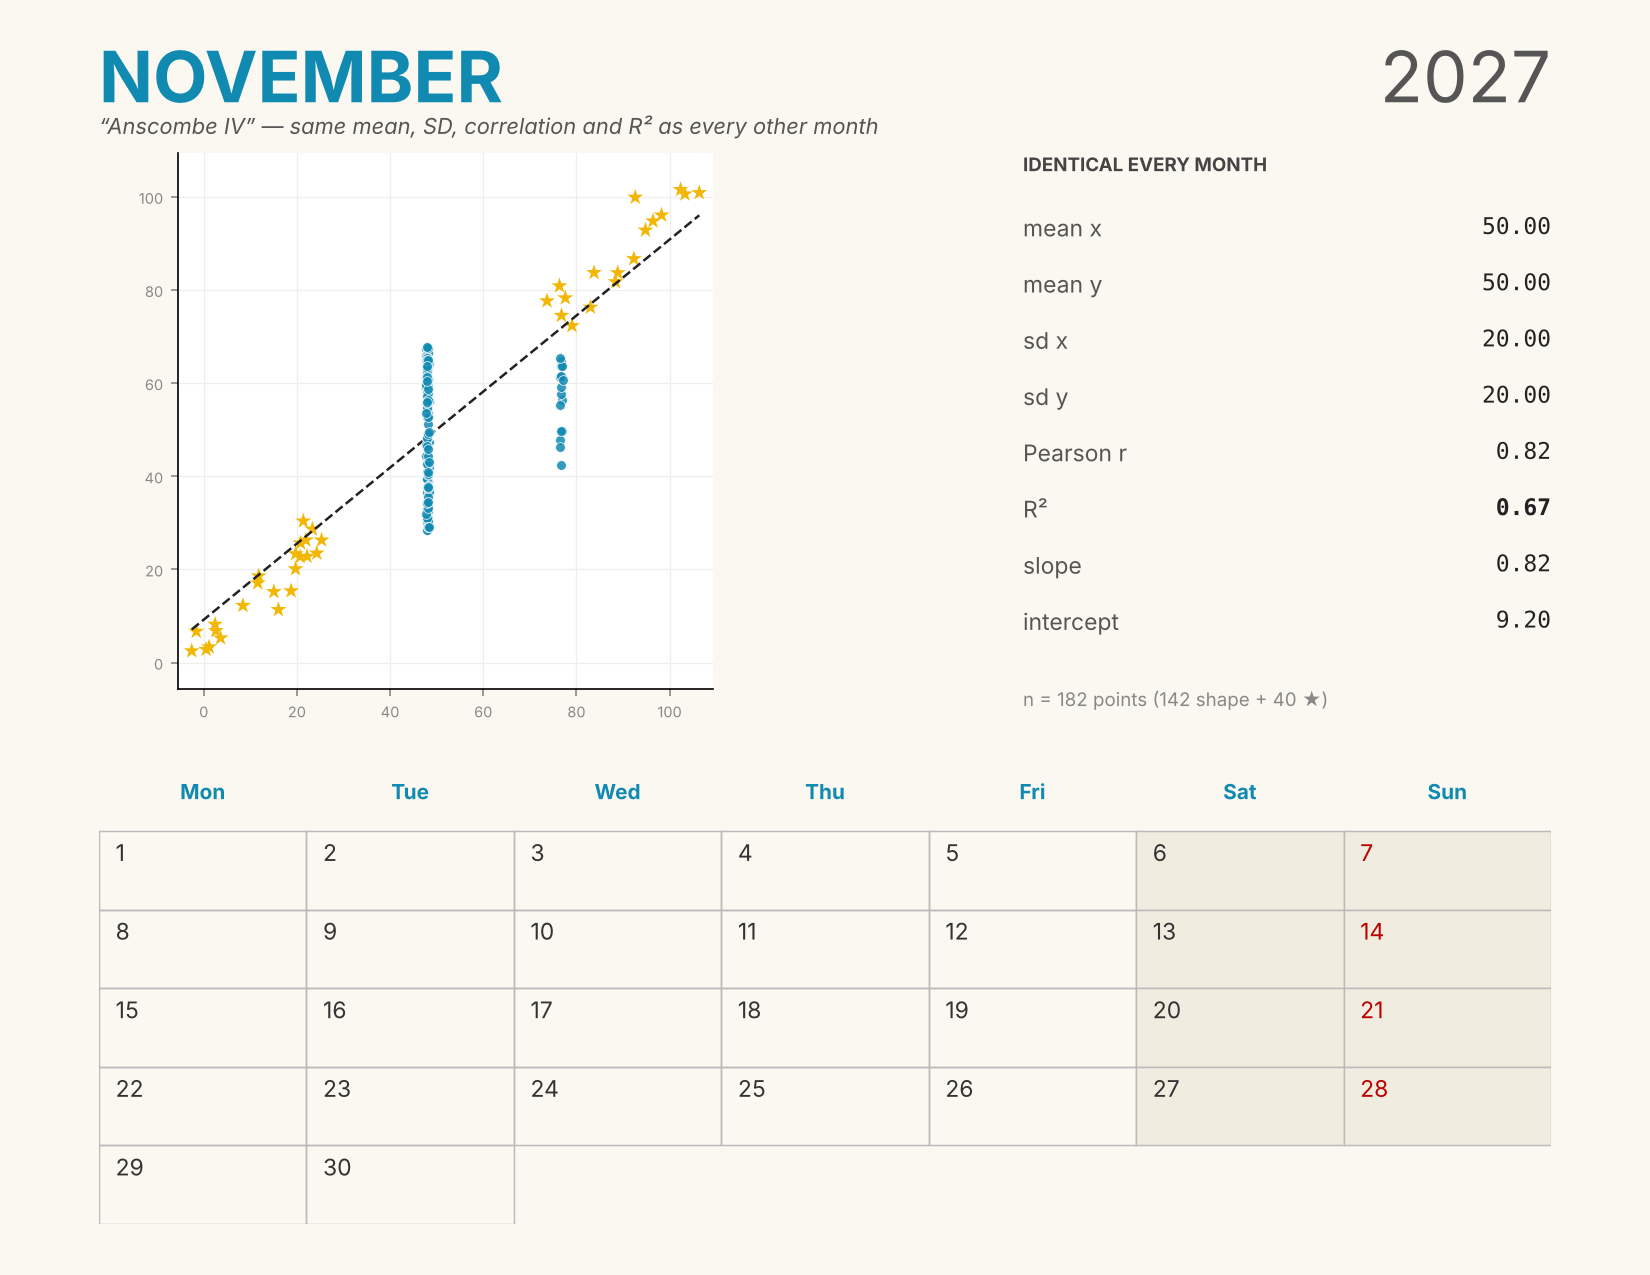 NOVEMBER 2027
“Anscombe IV” — same mean, SD, correlation and R² as every other month
100
80
60
40
20
0
0 20 40 60 80 100
IDENTICAL EVERY MONTH
mean x 50.00
mean y 50.00
sd x 20.00
sd y 20.00
Pearson r 0.82
R² 0.67
slope 0.82
intercept 9.20
n = 182 points (142 shape + 40 ★)
Mon Tue Wed Thu Fri Sat Sun
1 2 3 4 5 6 7
8 9 10 11 12 13 14
15 16 17 18 19 20 21
22 23 24 25 26 27 28
29 30